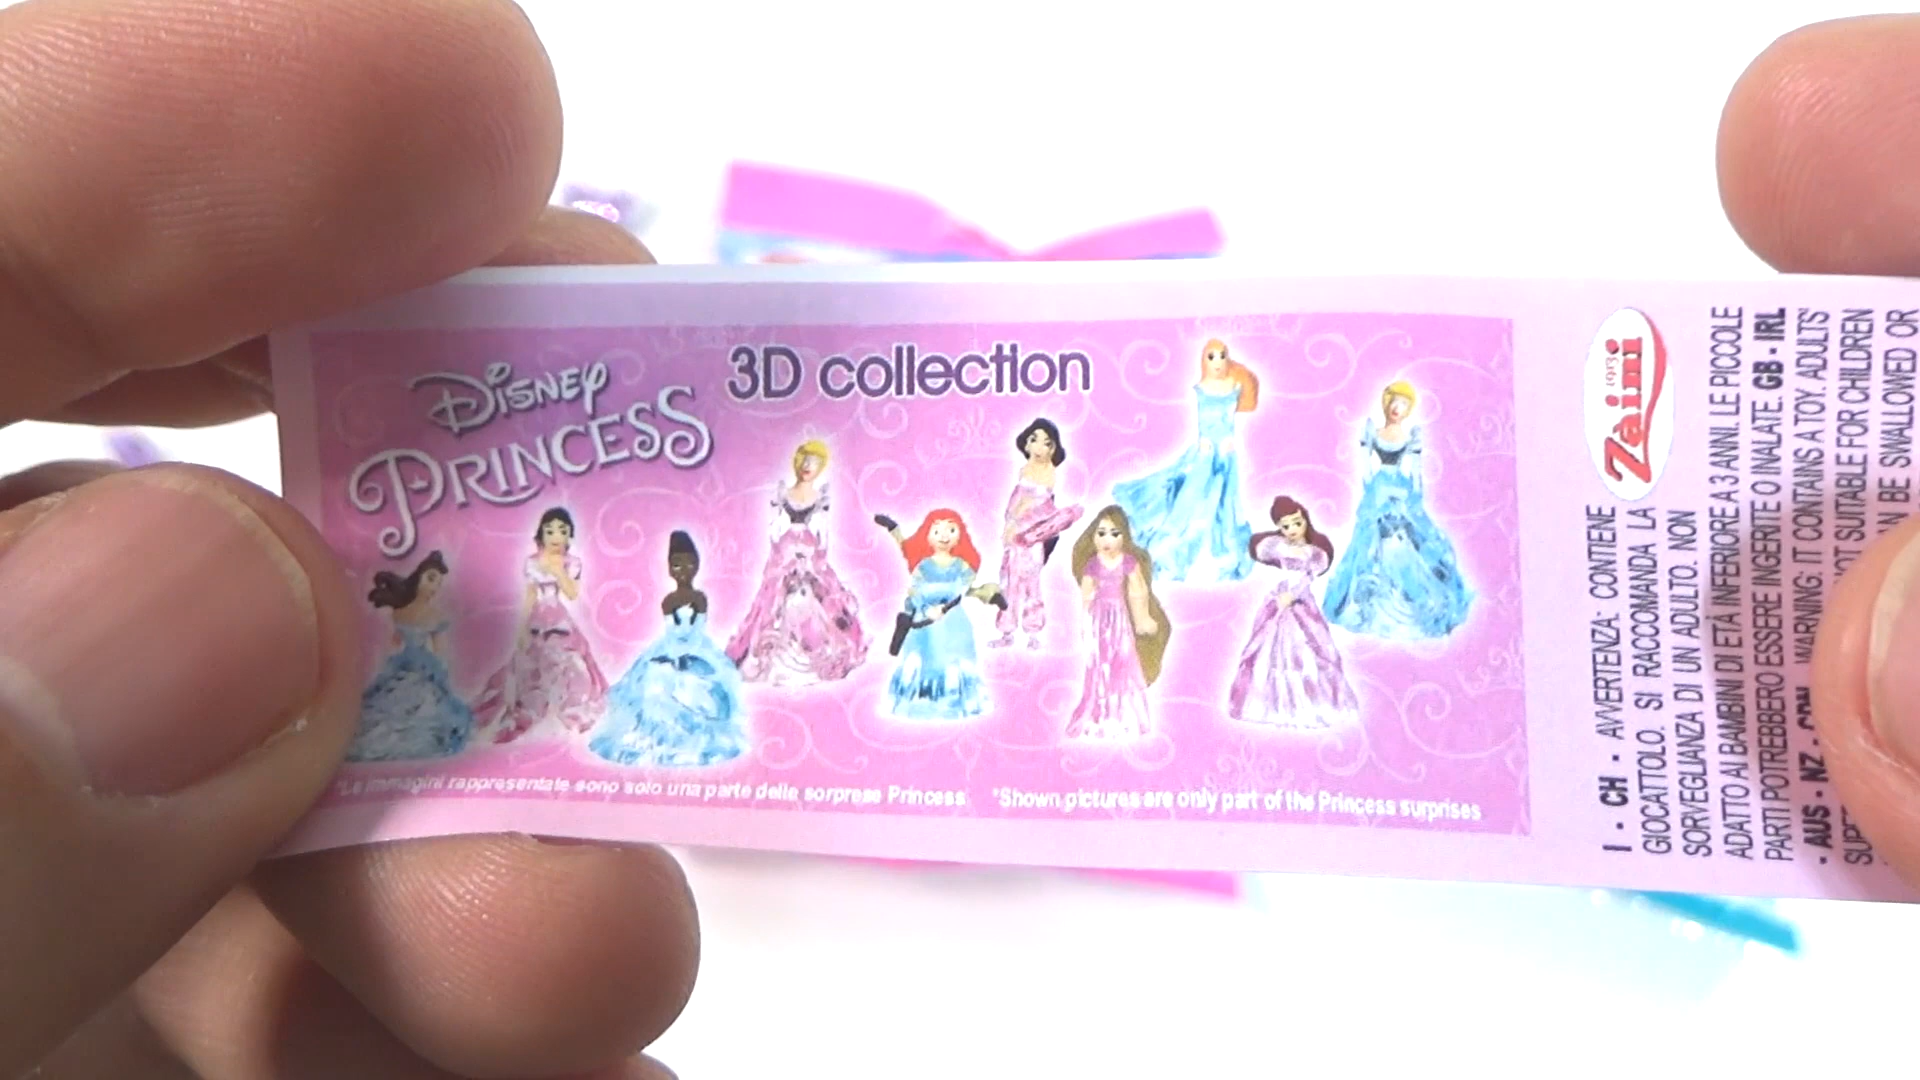 Disney
PRINCESS
3D collection
*Le immagini rappresentate sono solo una parte delle sorprese Princess
*Shown pictures are only part of the Princess surprises
1913
Zàini
I - CH - AVVERTENZA: CONTIENE
GIOCATTOLO. SI RACCOMANDA LA
SORVEGLIANZA DI UN ADULTO. NON
ADATTO AI BAMBINI DI ETÀ INFERIORE A 3 ANNI. LE PICCOLE
PARTI POTREBBERO ESSERE INGERITE O INALATE. GB - IRL
- AUS - NZ - WARNING: IT CONTAINS A TOY. ADULTS'
NOT SUITABLE FOR CHILDREN
BE SWALLOWED OR